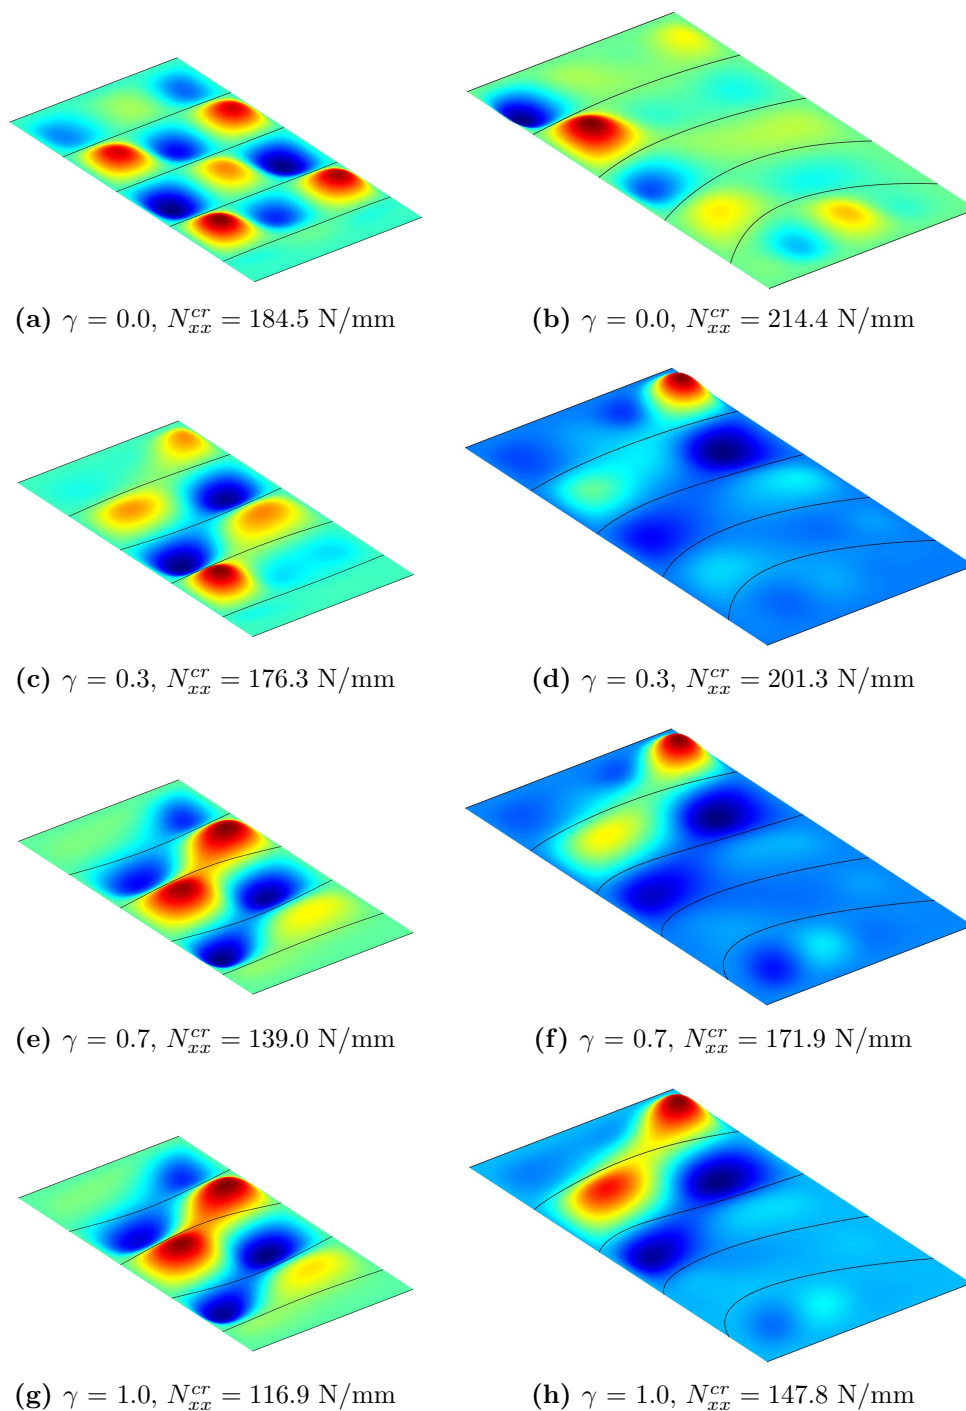 (a) γ = 0.0, N_{xx}^{cr} = 184.5 N/mm
(b) γ = 0.0, N_{xx}^{cr} = 214.4 N/mm
(c) γ = 0.3, N_{xx}^{cr} = 176.3 N/mm
(d) γ = 0.3, N_{xx}^{cr} = 201.3 N/mm
(e) γ = 0.7, N_{xx}^{cr} = 139.0 N/mm
(f) γ = 0.7, N_{xx}^{cr} = 171.9 N/mm
(g) γ = 1.0, N_{xx}^{cr} = 116.9 N/mm
(h) γ = 1.0, N_{xx}^{cr} = 147.8 N/mm